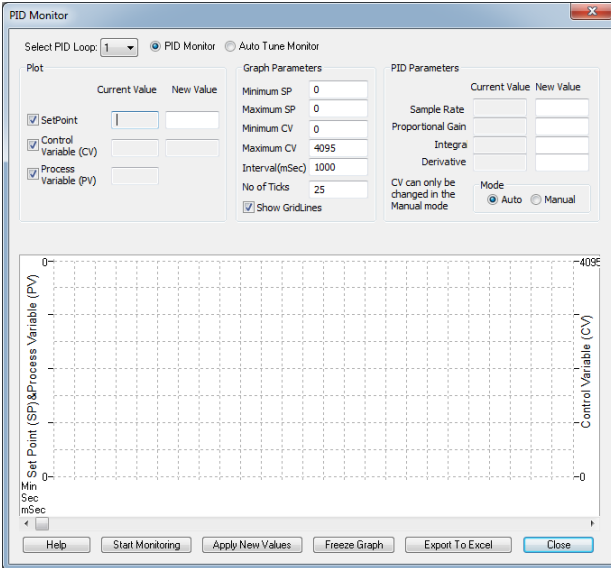 PID Monitor
Select PID Loop: 1 PID Monitor Auto Tune Monitor
Plot
Current Value New Value
SetPoint
Control
Variable (CV)
Process
Variable (PV)
Graph Parameters
Minimum SP 0
Maximum SP 0
Minimum CV 0
Maximum CV 4095
Interval(mSec) 1000
No of Ticks 25
Show GridLines
PID Parameters
Current Value New Value
Sample Rate
Proportional Gain
Integra
Derivative
CV can only be
changed in the
Manual mode
Mode
Auto Manual
0
4095
Set Point (SP)&Process Variable (PV)
Control Variable (CV)
0
0
Min
Sec
mSec
Help Start Monitoring Apply New Values Freeze Graph Export To Excel Close